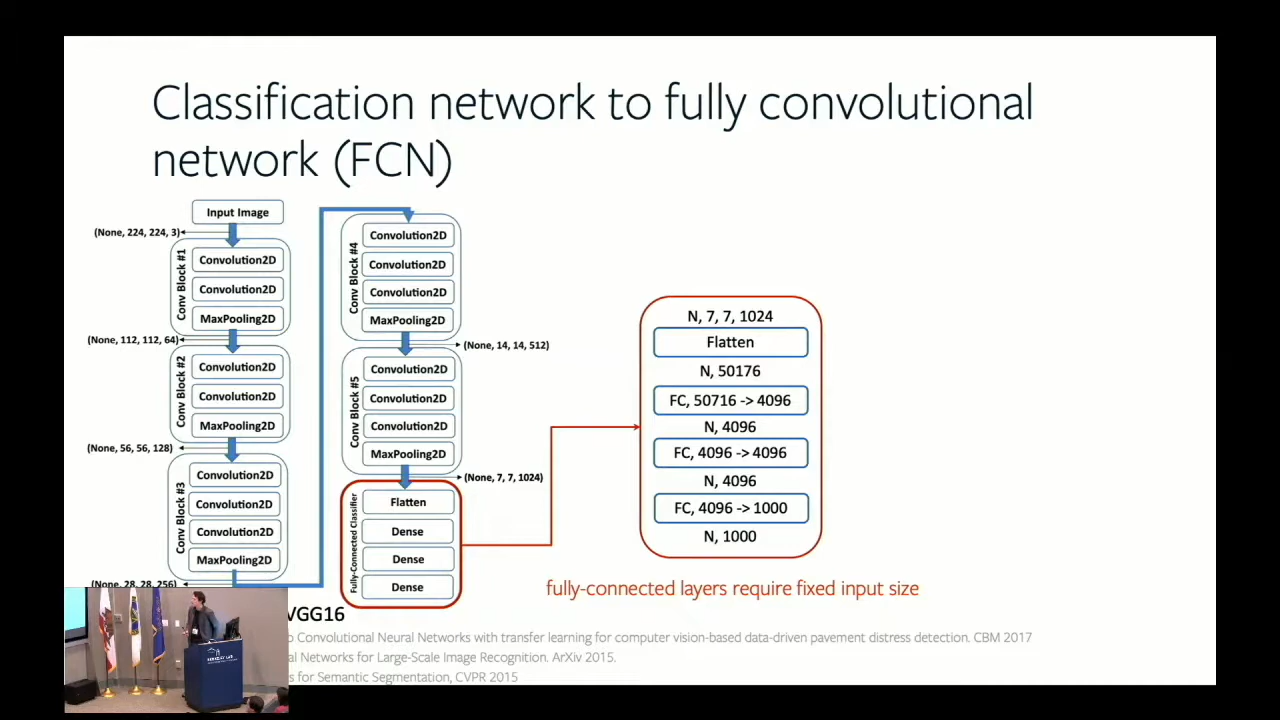 Classification network to fully convolutional
network (FCN)
Input Image
(None, 224, 224, 3)
Conv Block #1
Convolution2D
Convolution2D
MaxPooling2D
(None, 112, 112, 64)
Conv Block #2
Convolution2D
Convolution2D
MaxPooling2D
(None, 56, 56, 128)
Conv Block #3
Convolution2D
Convolution2D
Convolution2D
MaxPooling2D
(None, 28, 28, 256)
Conv Block #4
Convolution2D
Convolution2D
Convolution2D
MaxPooling2D
(None, 14, 14, 512)
Conv Block #5
Convolution2D
Convolution2D
Convolution2D
MaxPooling2D
(None, 7, 7, 1024)
Fully-Connected Classifier
Flatten
Dense
Dense
Dense
N, 7, 7, 1024
Flatten
N, 50176
FC, 50716 -> 4096
N, 4096
FC, 4096 -> 4096
N, 4096
FC, 4096 -> 1000
N, 1000
fully-connected layers require fixed input size
VGG16
Convolutional Neural Networks with transfer learning for computer vision-based data-driven pavement distress detection. CBM 2017
Networks for Large-Scale Image Recognition. ArXiv 2015.
for Semantic Segmentation, CVPR 2015
BERKELEY LAB